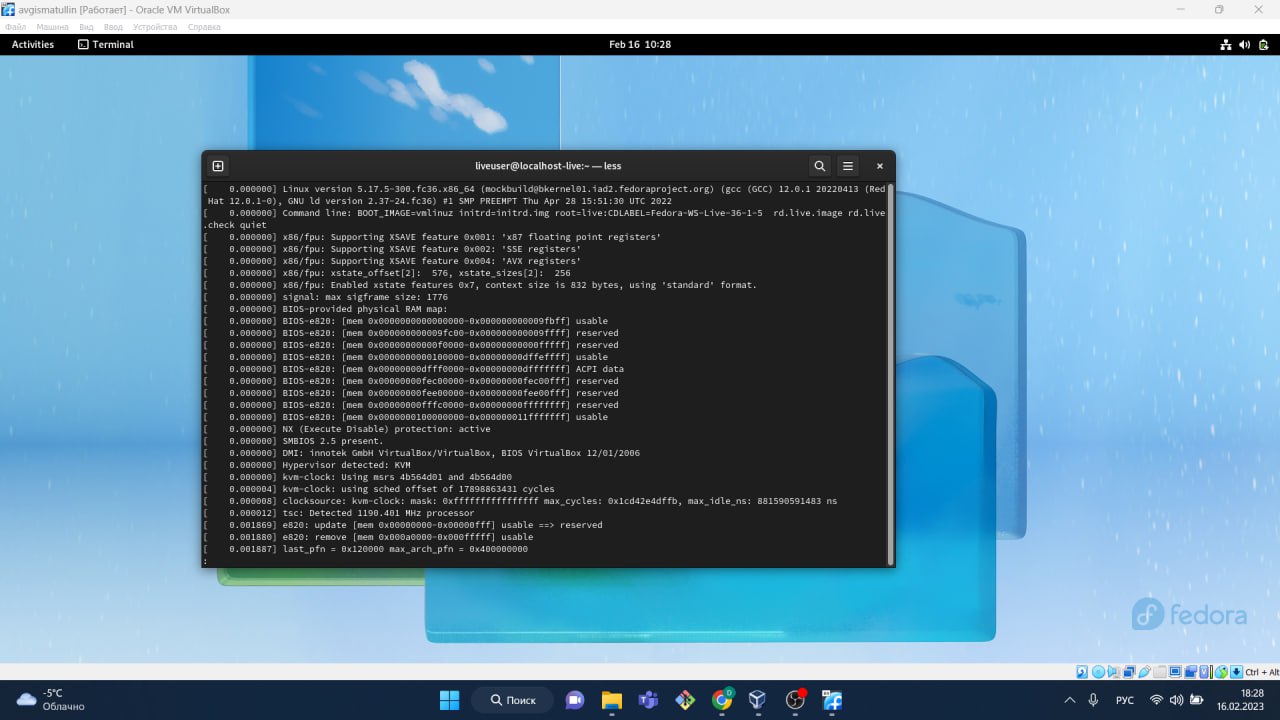 avgismatullin [Работает] - Oracle VM VirtualBox
Файл Машина Вид Ввод Устройства Справка
Activities Terminal Feb 16 10:28
liveuser@localhost-live:~ — less
[    0.000000] Linux version 5.17.5-300.fc36.x86_64 (mockbuild@bkernel01.iad2.fedoraproject.org) (gcc (GCC) 12.0.1 20220413 (Red
Hat 12.0.1-0), GNU ld version 2.37-24.fc36) #1 SMP PREEMPT Thu Apr 28 15:51:30 UTC 2022
[    0.000000] Command line: BOOT_IMAGE=vmlinuz initrd=initrd.img root=live:CDLABEL=Fedora-WS-Live-36-1-5  rd.live.image rd.live
.check quiet
[    0.000000] x86/fpu: Supporting XSAVE feature 0x001: 'x87 floating point registers'
[    0.000000] x86/fpu: Supporting XSAVE feature 0x002: 'SSE registers'
[    0.000000] x86/fpu: Supporting XSAVE feature 0x004: 'AVX registers'
[    0.000000] x86/fpu: xstate_offset[2]:  576, xstate_sizes[2]:  256
[    0.000000] x86/fpu: Enabled xstate features 0x7, context size is 832 bytes, using 'standard' format.
[    0.000000] signal: max sigframe size: 1776
[    0.000000] BIOS-provided physical RAM map:
[    0.000000] BIOS-e820: [mem 0x0000000000000000-0x000000000009fbff] usable
[    0.000000] BIOS-e820: [mem 0x000000000009fc00-0x000000000009ffff] reserved
[    0.000000] BIOS-e820: [mem 0x00000000000f0000-0x00000000000fffff] reserved
[    0.000000] BIOS-e820: [mem 0x0000000000100000-0x00000000dffeffff] usable
[    0.000000] BIOS-e820: [mem 0x00000000dfff0000-0x00000000dfffffff] ACPI data
[    0.000000] BIOS-e820: [mem 0x00000000fec00000-0x00000000fec00fff] reserved
[    0.000000] BIOS-e820: [mem 0x00000000fee00000-0x00000000fee00fff] reserved
[    0.000000] BIOS-e820: [mem 0x00000000fffc0000-0x00000000ffffffff] reserved
[    0.000000] BIOS-e820: [mem 0x0000000100000000-0x000000011fffffff] usable
[    0.000000] NX (Execute Disable) protection: active
[    0.000000] SMBIOS 2.5 present.
[    0.000000] DMI: innotek GmbH VirtualBox/VirtualBox, BIOS VirtualBox 12/01/2006
[    0.000000] Hypervisor detected: KVM
[    0.000000] kvm-clock: Using msrs 4b564d01 and 4b564d00
[    0.000004] kvm-clock: using sched offset of 17898863431 cycles
[    0.000008] clocksource: kvm-clock: mask: 0xffffffffffffffff max_cycles: 0x1cd42e4dffb, max_idle_ns: 881590591483 ns
[    0.000012] tsc: Detected 1190.401 MHz processor
[    0.001869] e820: update [mem 0x00000000-0x00000fff] usable ==> reserved
[    0.001880] e820: remove [mem 0x000a0000-0x000fffff] usable
[    0.001887] last_pfn = 0x120000 max_arch_pfn = 0x400000000
:
fedora
Ctrl + Alt
-5°C
Облачно
Поиск
РУС
18:28
16.02.2023